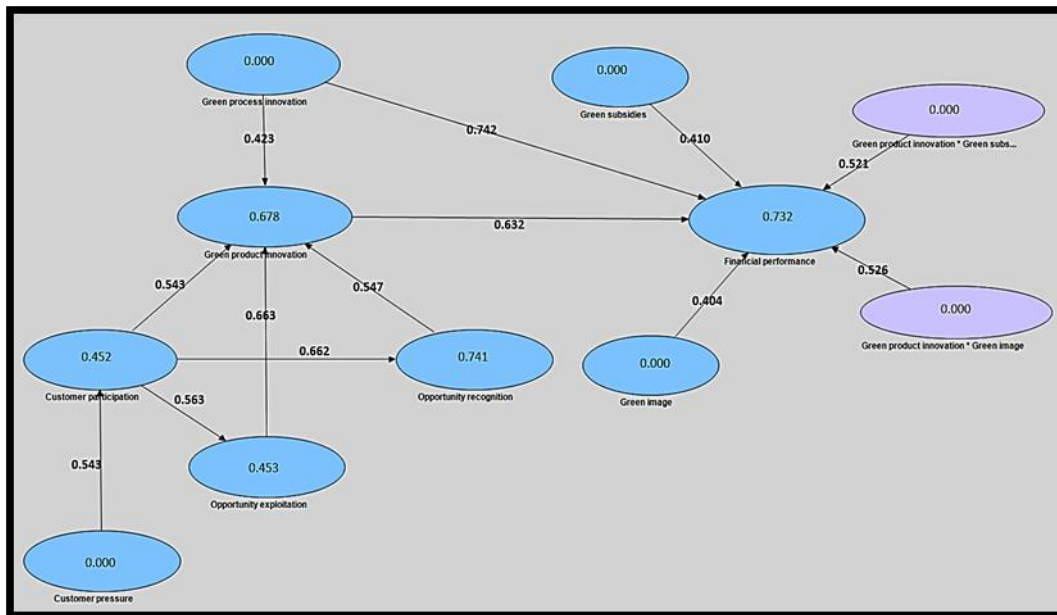 0.000
Green process innovation
0.000
Green subsidies
0.000
Green product innovation * Green subs...
0.423
0.742
0.410
0.521
0.678
Green product innovation
0.632
0.732
Financial performance
0.543
0.663
0.547
0.404
0.526
0.000
Green product innovation * Green image
0.452
Customer participation
0.662
0.741
Opportunity recognition
0.000
Green image
0.563
0.453
Opportunity exploitation
0.543
0.000
Customer pressure